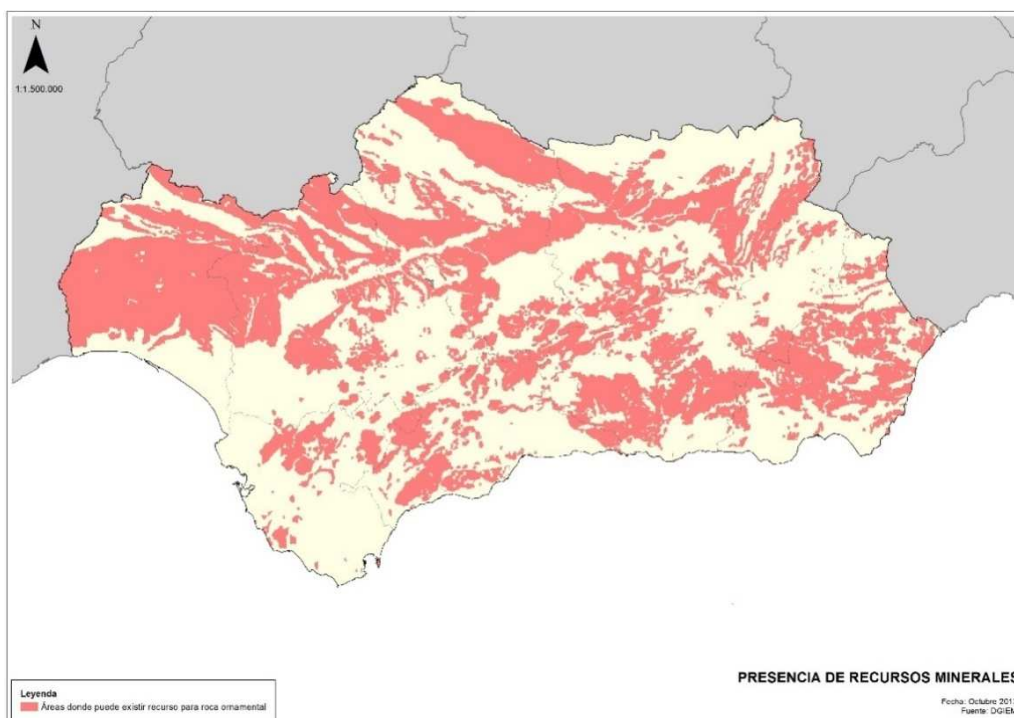 N
1:1.500.000
PRESENCIA DE RECURSOS MINERALES
Leyenda
Áreas donde puede existir recurso para roca ornamental
Fecha: Octubre
Fuente: DGIEM